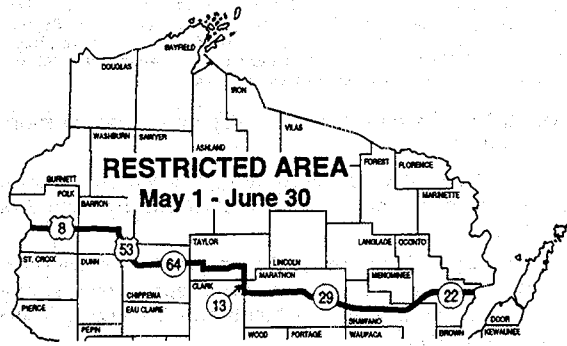 BAYFIELD
DOUGLAS
IRON
VILAS
WASHBURN
SAWYER
ASHLAND
FOREST
FLORENCE
RESTRICTED AREA
May 1 - June 30
MARINETTE
BURNETT
POLK
BARRON
8
53
TAYLOR
LANGLADE
OCONTO
ST. CROIX
DUNN
64
LINCOLN
MENOMINEE
MARATHON
CLARK
CHIPPEWA
13
29
22
PIERCE
EAU CLAIRE
SHAWANO
DOOR
PEPIN
WOOD
PORTAGE
WAUPACA
BROWN
KEWAUNEE